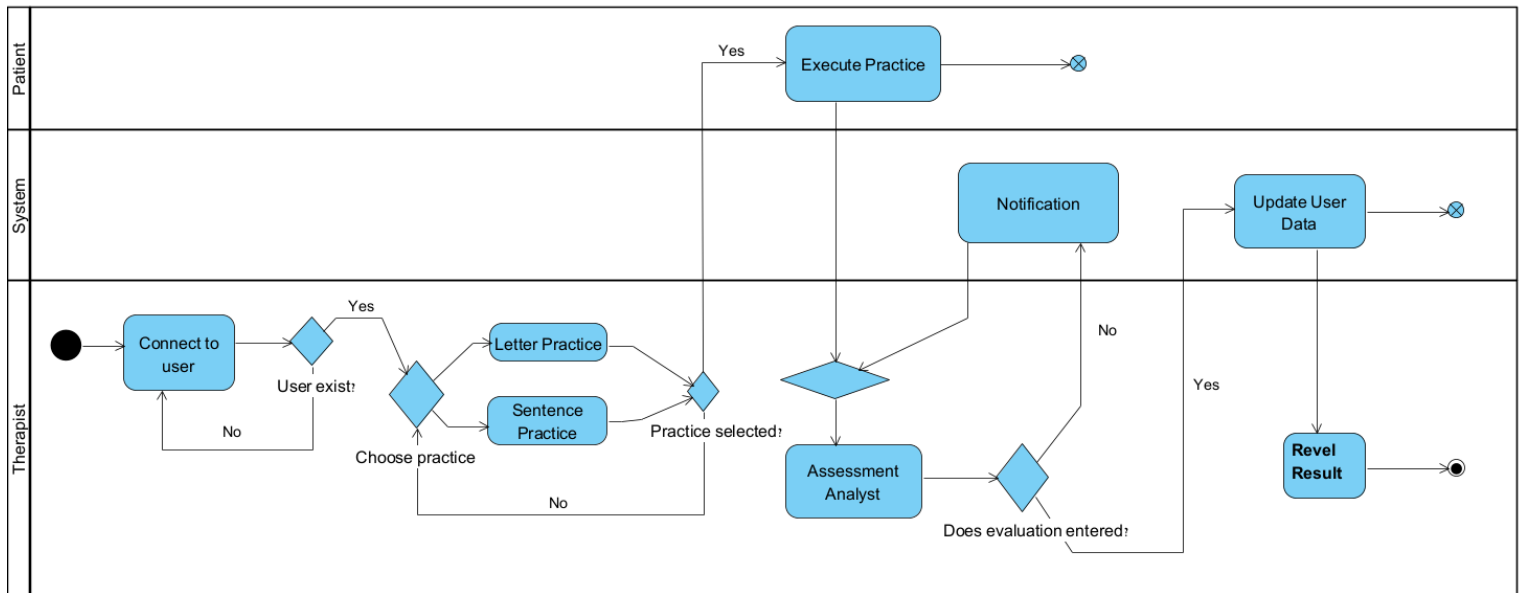 Patient
Yes
Execute Practice
System
Notification
Update User
Data
Therapist
Connect to
user
User exist?
No
Yes
Choose practice
Letter Practice
Sentence
Practice
Practice selected?
No
Assessment
Analyst
Does evaluation entered?
No
Yes
Revel
Result